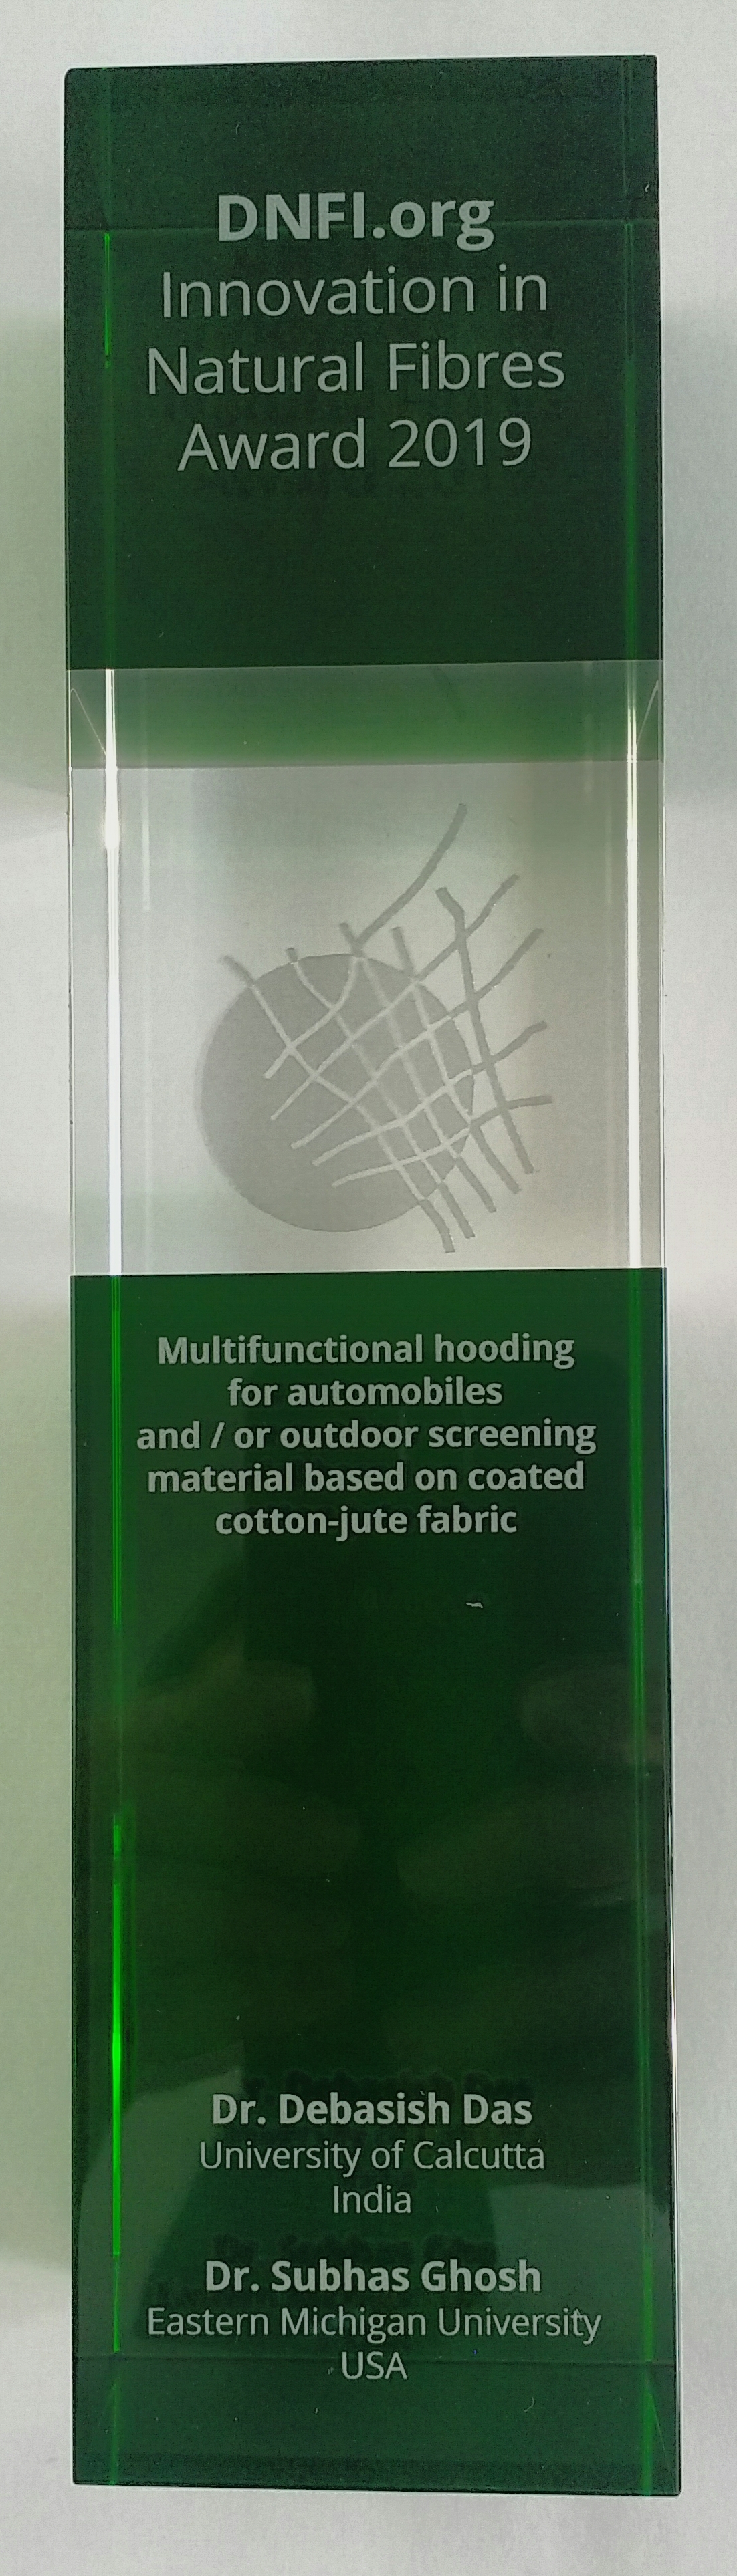 DNFI.org
Innovation in
Natural Fibres
Award 2019
Multifunctional hooding
for automobiles
and / or outdoor screening
material based on coated
cotton-jute fabric
Dr. Debasish Das
University of Calcutta
India
Dr. Subhas Ghosh
Eastern Michigan University
USA